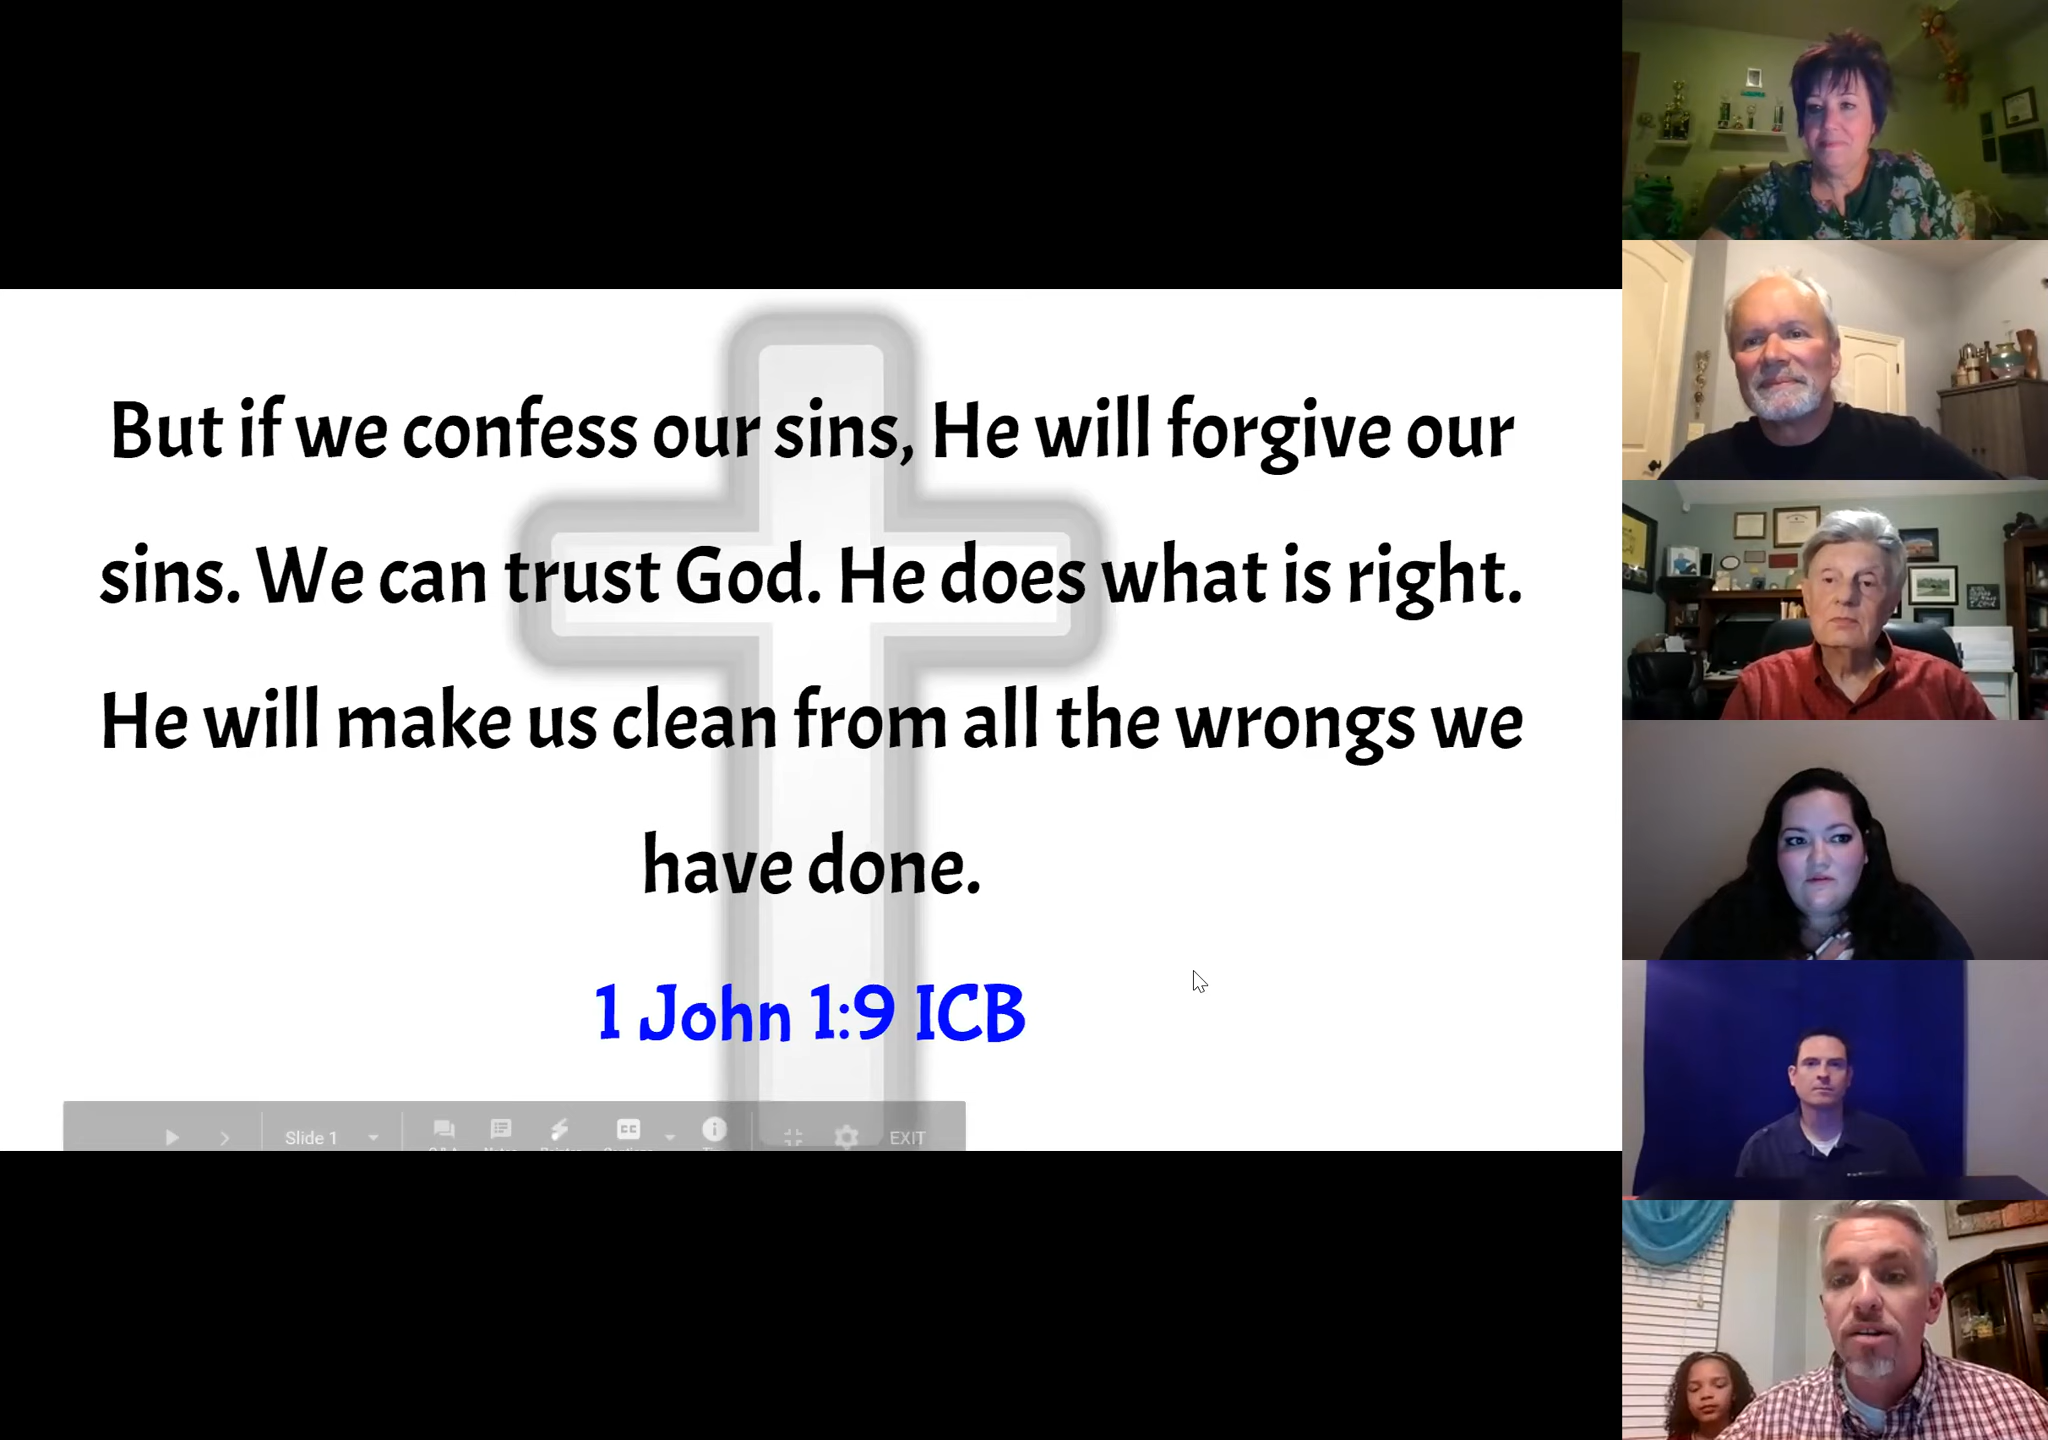 But if we confess our sins, He will forgive our
sins. We can trust God. He does what is right.
He will make us clean from all the wrongs we
have done.
1 John 1:9 ICB
Slide 1
EXIT